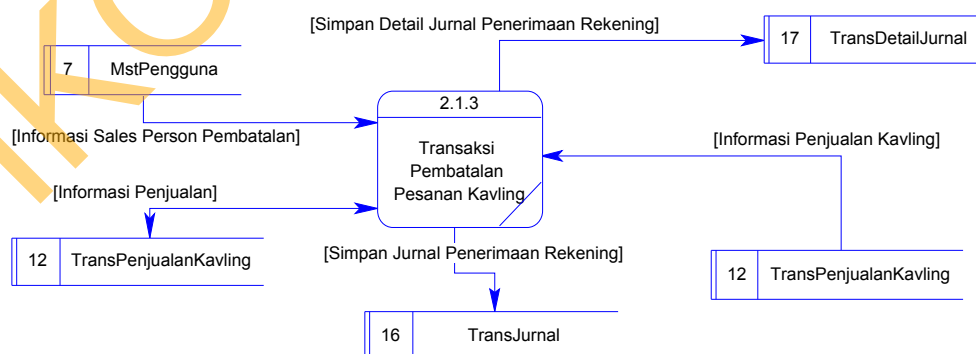 [Simpan Detail Jurnal Penerimaan Rekening]
17 TransDetailJurnal
7 MstPengguna
2.1.3
[Informasi Sales Person Pembatalan]
[Informasi Penjualan Kavling]
Transaksi
Pembatalan
Pesanan Kavling
[Informasi Penjualan]
[Simpan Jurnal Penerimaan Rekening]
12 TransPenjualanKavling
12 TransPenjualanKavling
16 TransJurnal